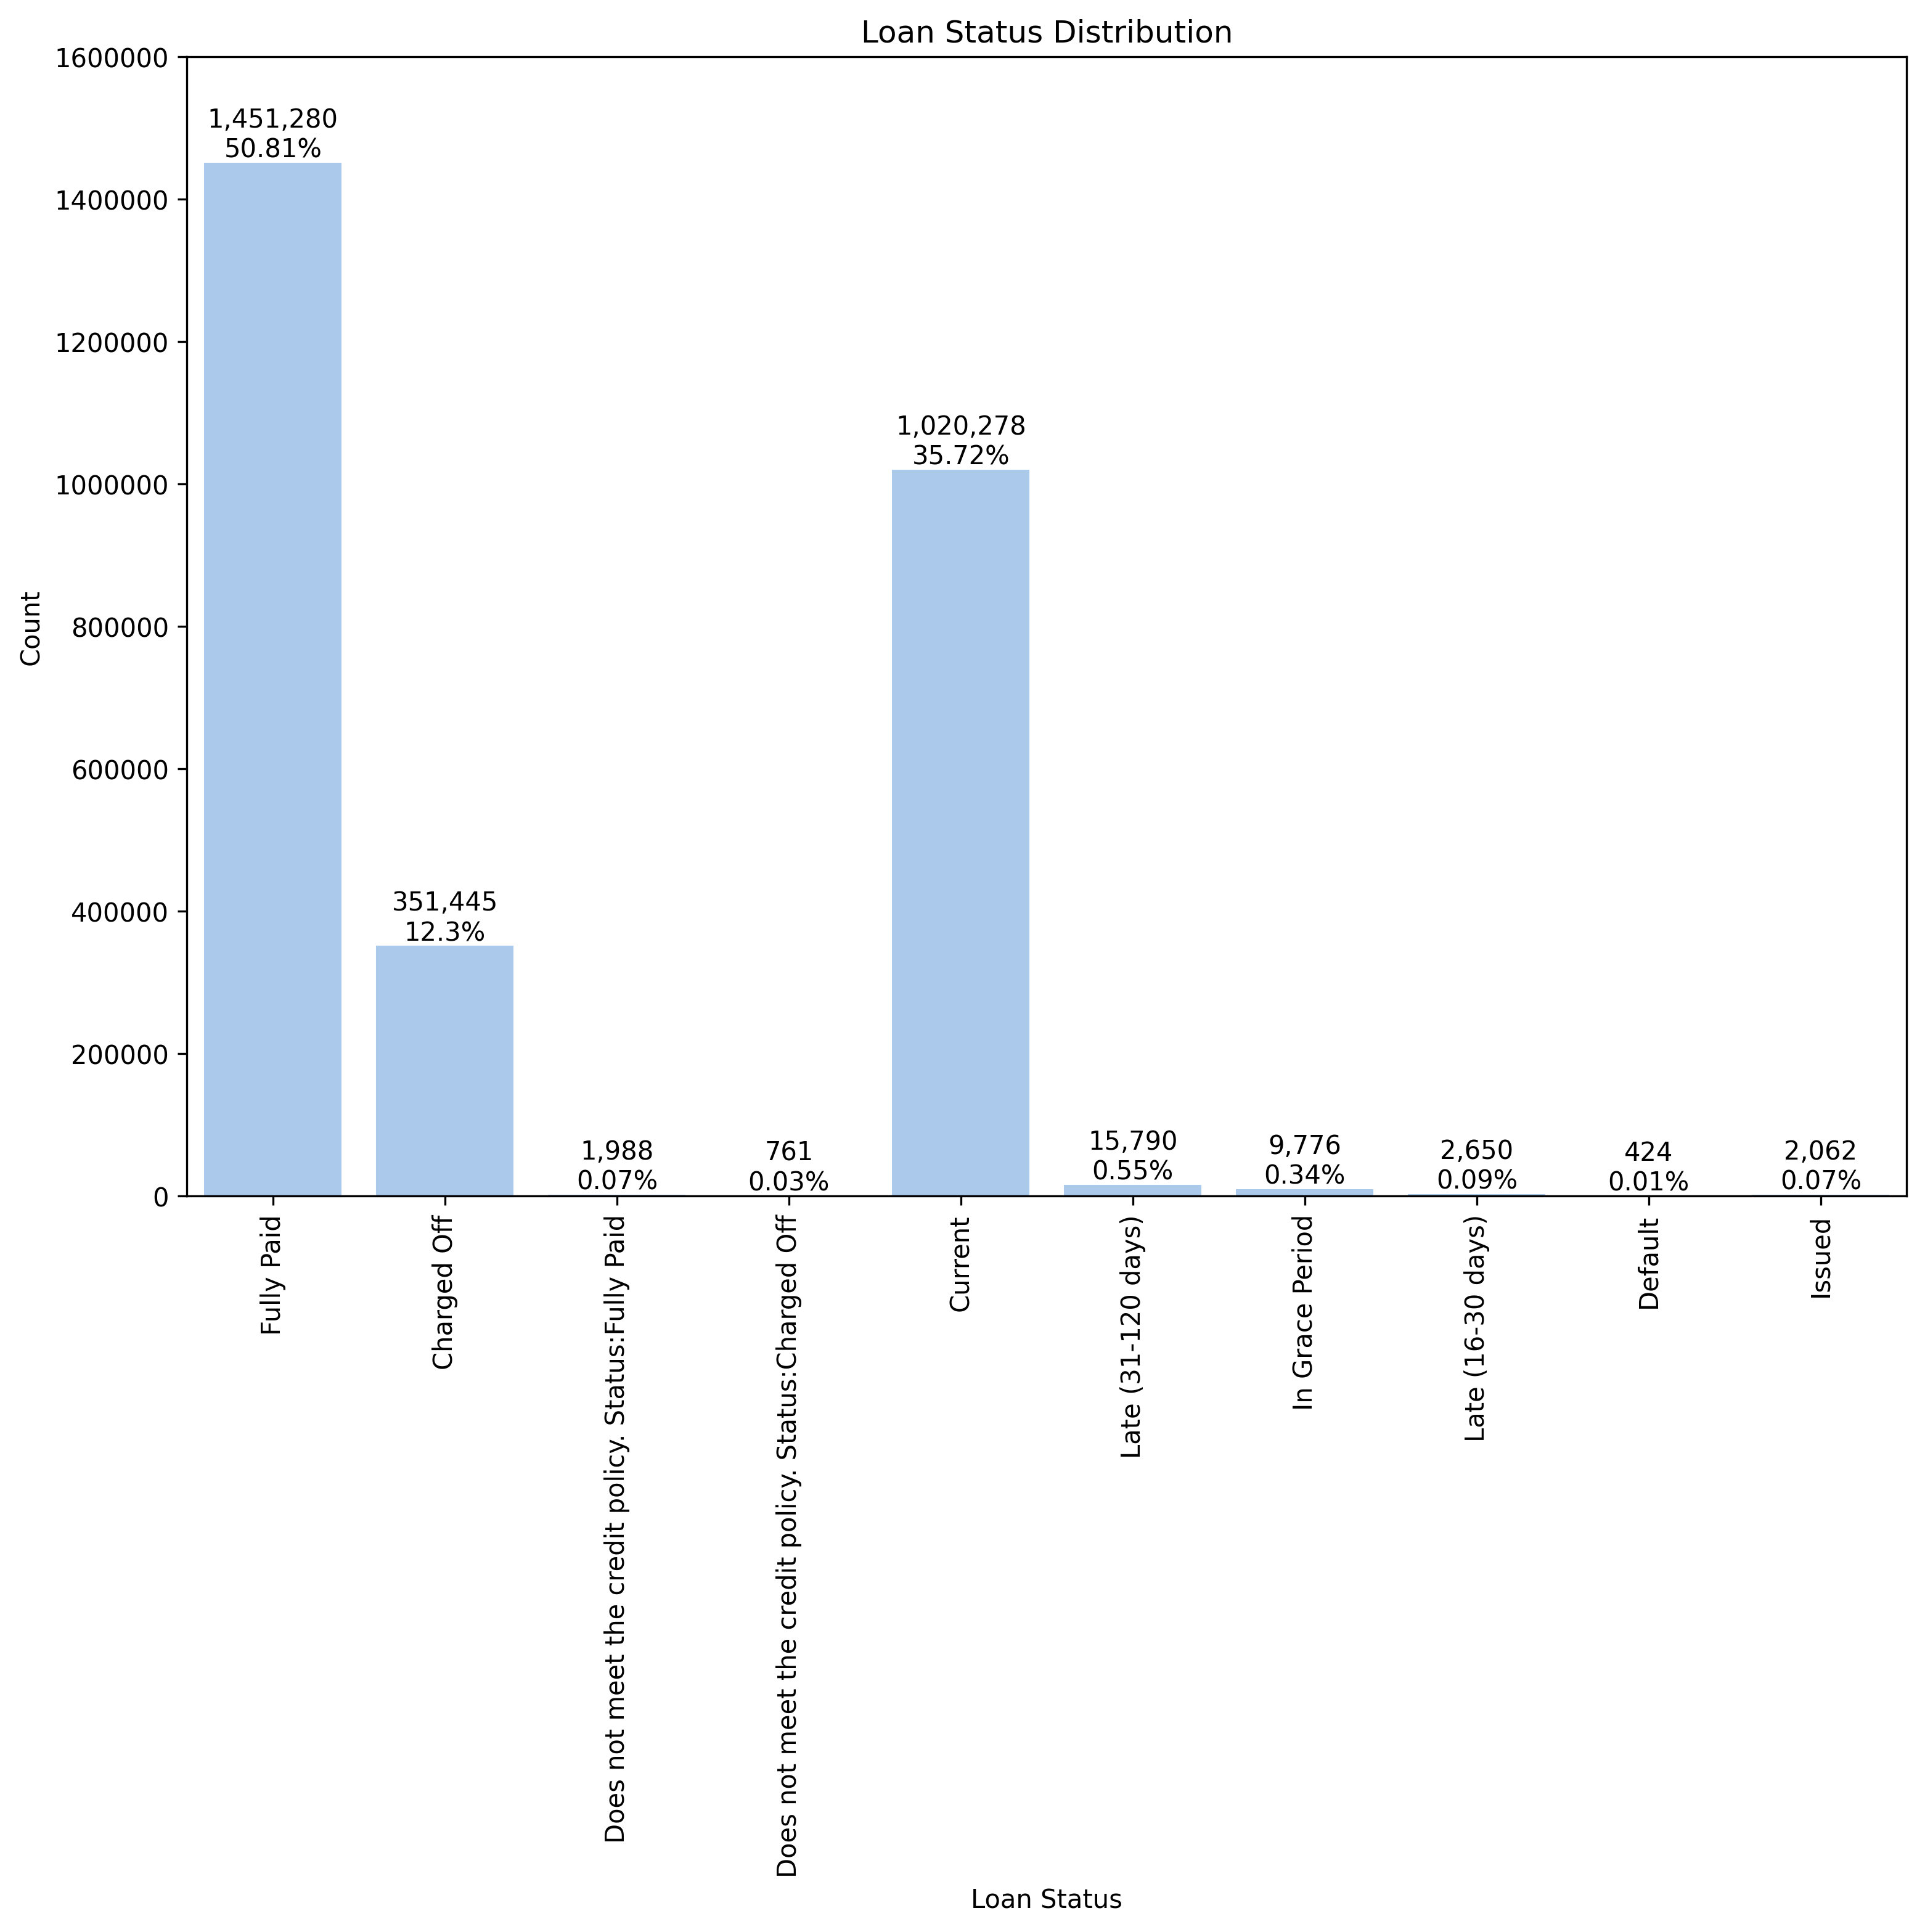 Loan Status Distribution
1600000
1400000
1200000
1000000
800000
600000
400000
200000
0
Count
1,451,280
50.81%
351,445
12.3%
1,988
0.07%
761
0.03%
1,020,278
35.72%
15,790
0.55%
9,776
0.34%
2,650
0.09%
424
0.01%
2,062
0.07%
Fully Paid
Charged Off
Does not meet the credit policy. Status:Fully Paid
Does not meet the credit policy. Status:Charged Off
Current
Late (31-120 days)
In Grace Period
Late (16-30 days)
Default
Issued
Loan Status